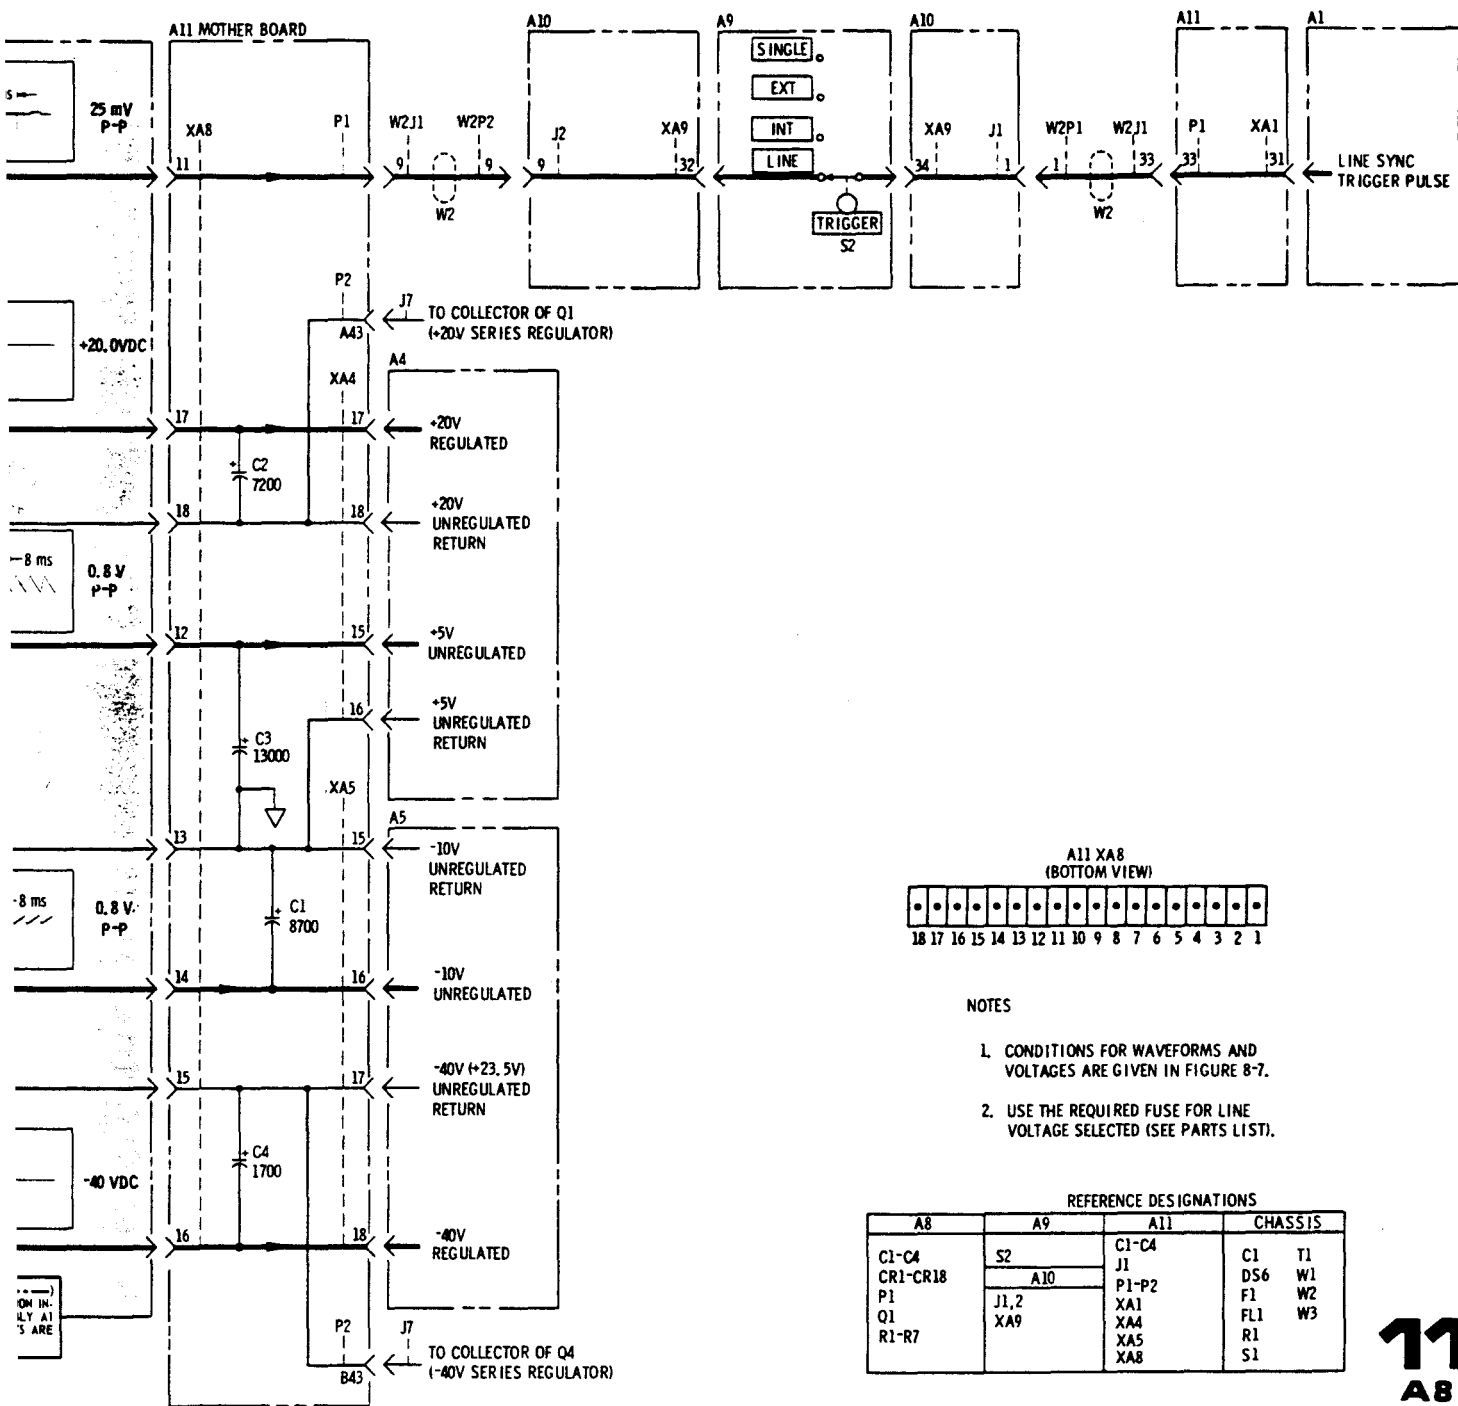 A11 MOTHER BOARD
A10
A9
A10
A11
A1
SINGLE
EXT
INT
LINE
25 mV
P-P
XA8
P1
W2J1
W2P2
J2
XA9
XA9
J1
W2P1
W2J1
P1
XA1
11
9
9
9
32
34
1
1
33
33
31
LINE SYNC
TRIGGER PULSE
W2
TRIGGER
S2
W2
P2
J7
TO COLLECTOR OF Q1
(+20V SERIES REGULATOR)
A43
+20.0VDC
A4
XA4
17
17
+20V
REGULATED
+ C2
7200
18
18
+20V
UNREGULATED
RETURN
8 ms
0.8V
P-P
12
15
+5V
UNREGULATED
16
+5V
UNREGULATED
RETURN
+ C3
13000
XA5
A5
13
15
-10V
UNREGULATED
RETURN
8 ms
0.8 V
P-P
+ C1
8700
14
16
-10V
UNREGULATED
15
17
-40V (+23.5V)
UNREGULATED
RETURN
+ C4
1700
-40 VDC
16
18
-40V
REGULATED
ON IN-
LY A1
S ARE
P2
J7
B43
TO COLLECTOR OF Q4
(-40V SERIES REGULATOR)
A11 XA8
(BOTTOM VIEW)
18 17 16 15 14 13 12 11 10 9 8 7 6 5 4 3 2 1
NOTES
1. CONDITIONS FOR WAVEFORMS AND
VOLTAGES ARE GIVEN IN FIGURE 8-7.
2. USE THE REQUIRED FUSE FOR LINE
VOLTAGE SELECTED (SEE PARTS LIST).
REFERENCE DESIGNATIONS
A8
C1-C4
CR1-CR18
P1
Q1
R1-R7
A9
S2
A10
J1,2
XA9
A11
C1-C4
J1
P1-P2
XA1
XA4
XA5
XA8
CHASSIS
C1 T1
DS6 W1
F1 W2
FL1 W3
R1
S1
11
A8